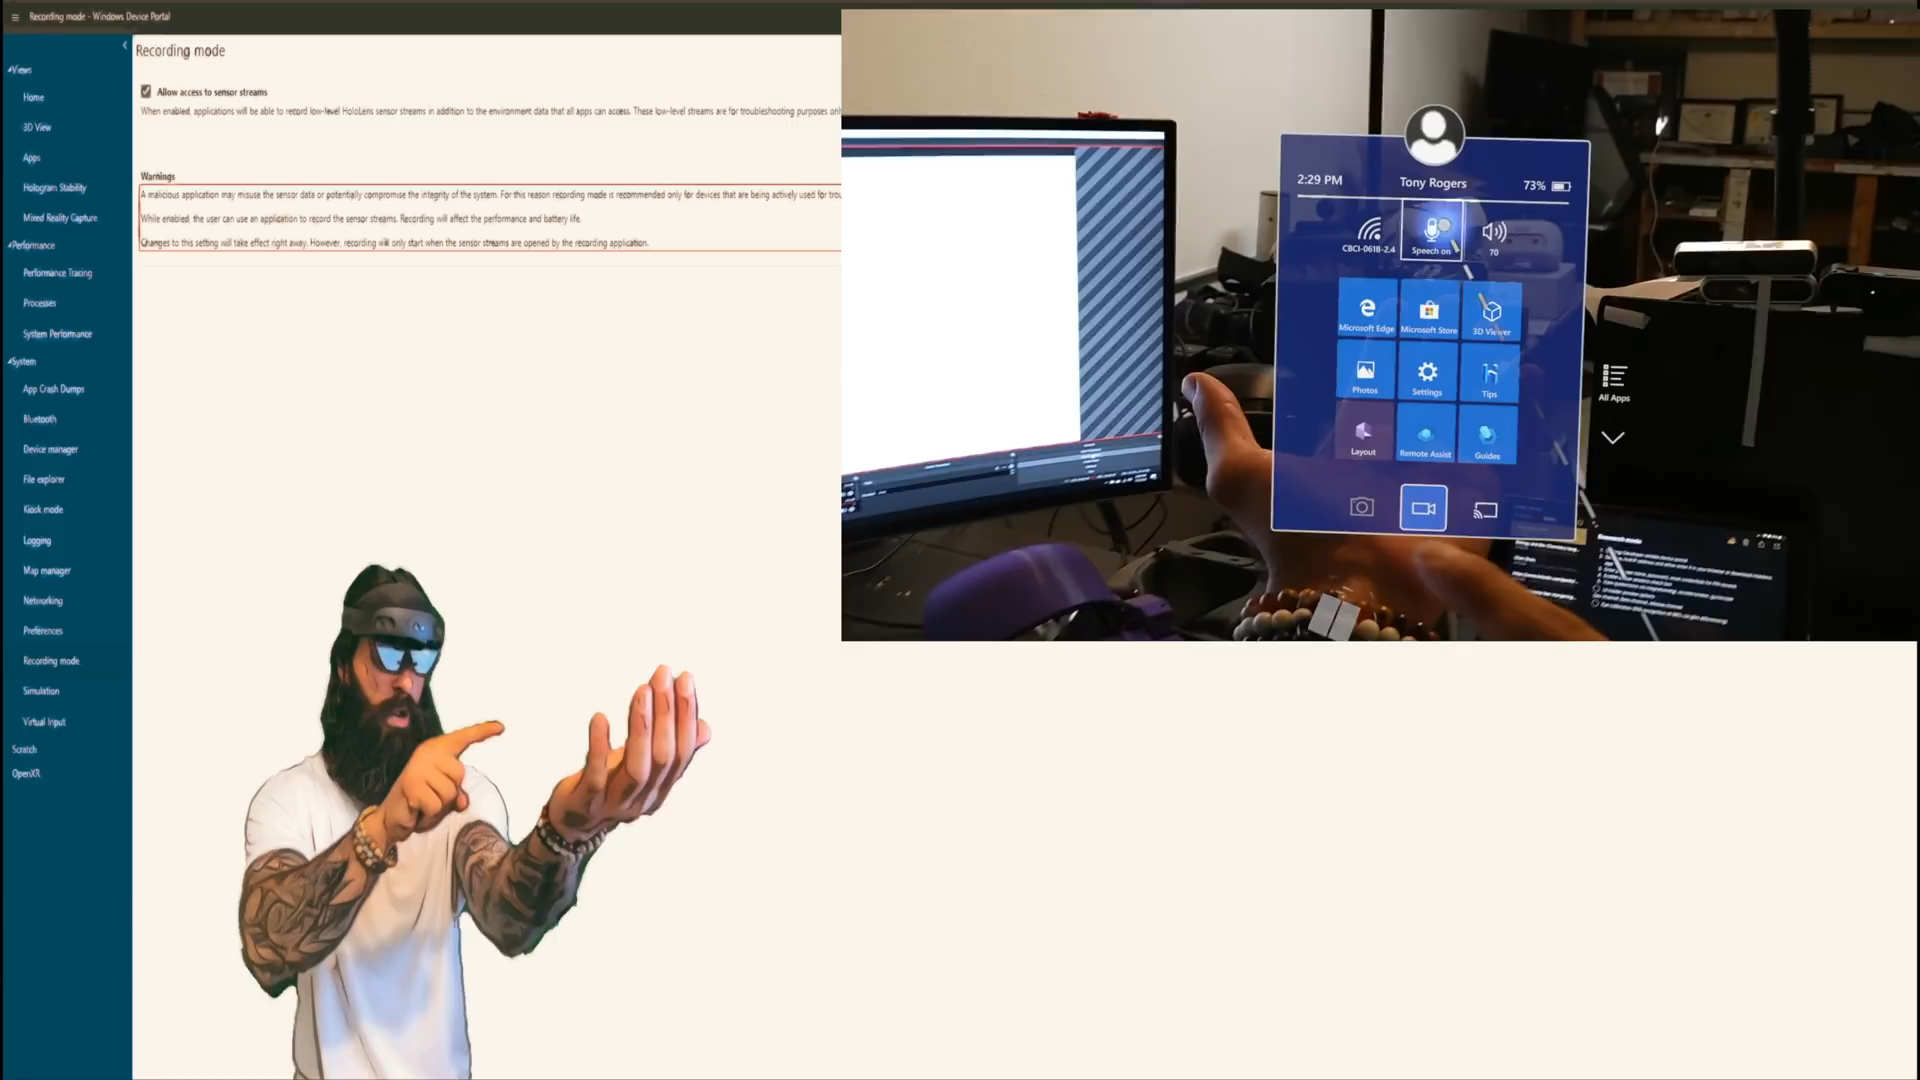 Recording mode - Windows Device Portal
Views
Home
3D View
Apps
Hologram Stability
Mixed Reality Capture
Performance
Performance Tracing
Processes
System Performance
System
App Crash Dumps
Bluetooth
Device manager
File explorer
Kiosk mode
Logging
Map manager
Networking
Preferences
Recording mode
Simulation
Virtual Input
Scratch
OpenXR
Recording mode
Allow access to sensor streams
When enabled, applications will be able to record low-level HoloLens sensor streams in addition to the environment data that all apps can access. These low-level streams are for troubleshooting purposes
Warnings
A malicious application may misuse the sensor data or potentially compromise the integrity of the system. For this reason recording mode is recommended only for devices that are being actively used for
While enabled, the user can use an application to record the sensor streams. Recording will affect the performance and battery life.
Changes to this setting will take effect right away. However, recording will only start when the sensor streams are opened by the recording application.
2:29 PM Tony Rogers 73%
CBCI-061B-2.4 Speech on 70
Microsoft Edge Microsoft Store 3D Viewer
Photos Settings Tips
Layout Remote Assist Guides
All Apps